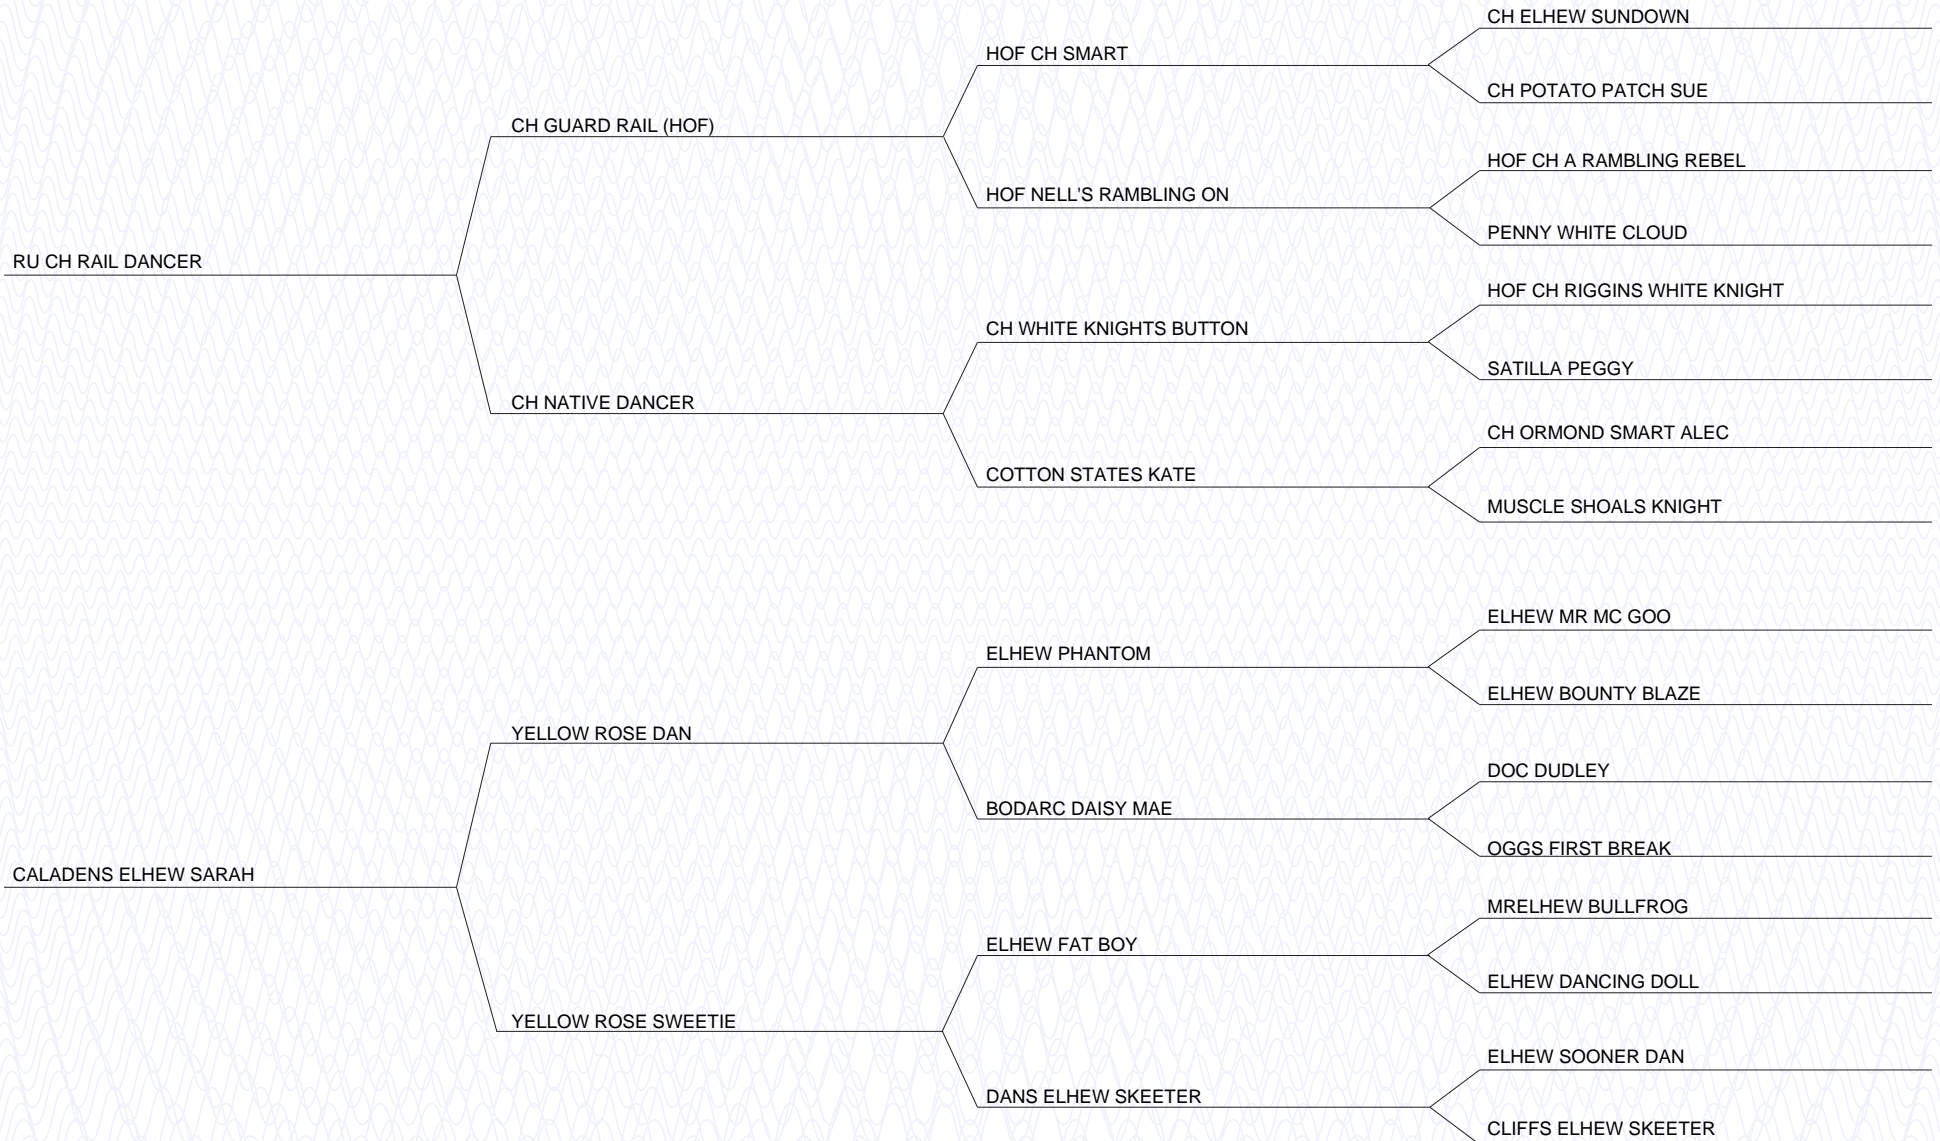 CH ELHEW SUNDOWN
HOF CH SMART
CH POTATO PATCH SUE
CH GUARD RAIL (HOF)
HOF CH A RAMBLING REBEL
HOF NELL'S RAMBLING ON
PENNY WHITE CLOUD
RU CH RAIL DANCER
HOF CH RIGGINS WHITE KNIGHT
CH WHITE KNIGHTS BUTTON
SATILLA PEGGY
CH NATIVE DANCER
CH ORMOND SMART ALEC
COTTON STATES KATE
MUSCLE SHOALS KNIGHT
ELHEW MR MC GOO
ELHEW PHANTOM
ELHEW BOUNTY BLAZE
YELLOW ROSE DAN
DOC DUDLEY
BODARC DAISY MAE
OGGS FIRST BREAK
CALADENS ELHEW SARAH
MRELHEW BULLFROG
ELHEW FAT BOY
ELHEW DANCING DOLL
YELLOW ROSE SWEETIE
ELHEW SOONER DAN
DANS ELHEW SKEETER
CLIFFS ELHEW SKEETER